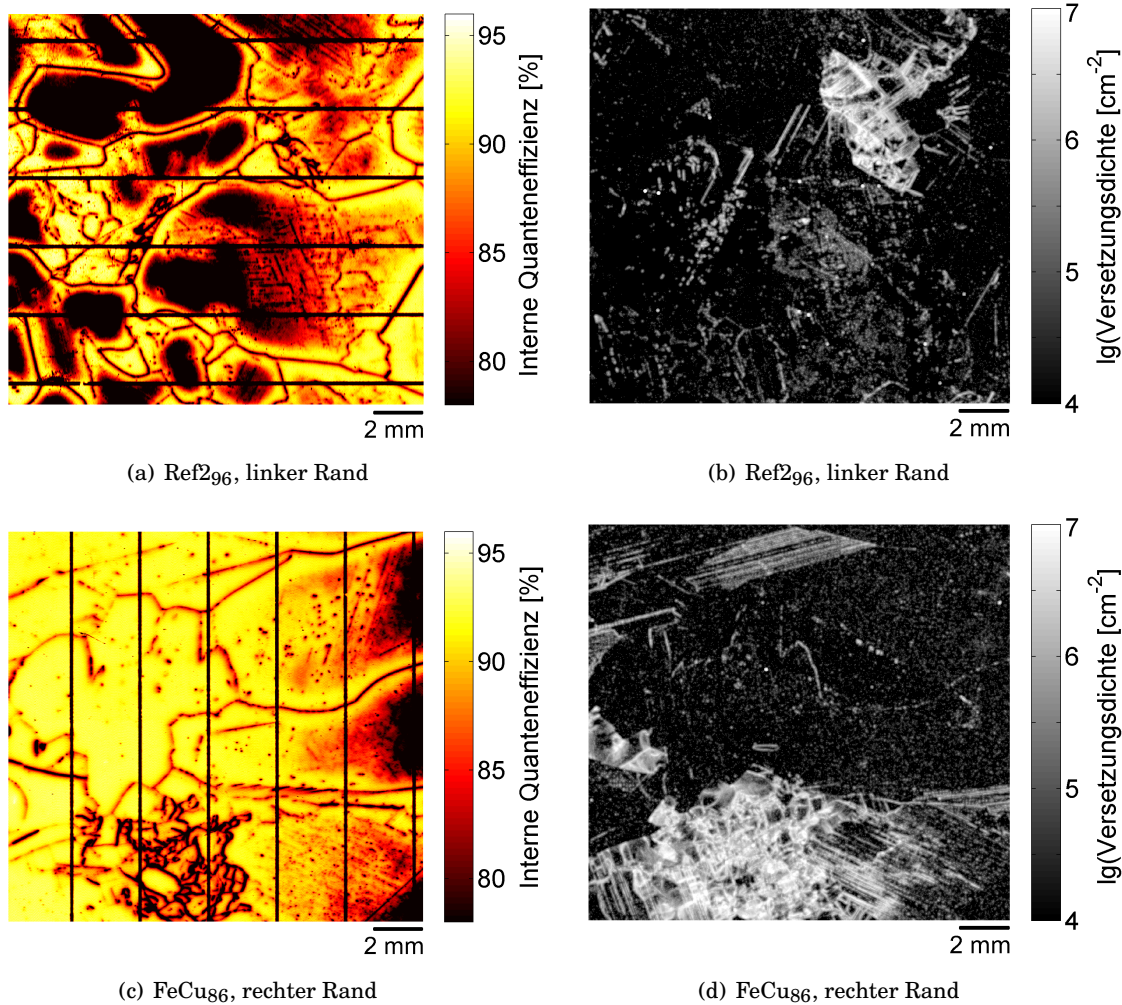 95
90
85
80
Interne Quanteneffizienz [%]
2 mm
(a) Ref2₉₆, linker Rand
7
6
5
4
lg(Versetzungsdichte [cm⁻²]
2 mm
(b) Ref2₉₆, linker Rand
95
90
85
80
Interne Quanteneffizienz [%]
2 mm
(c) FeCu₈₆, rechter Rand
7
6
5
4
lg(Versetzungsdichte [cm⁻²]
2 mm
(d) FeCu₈₆, rechter Rand